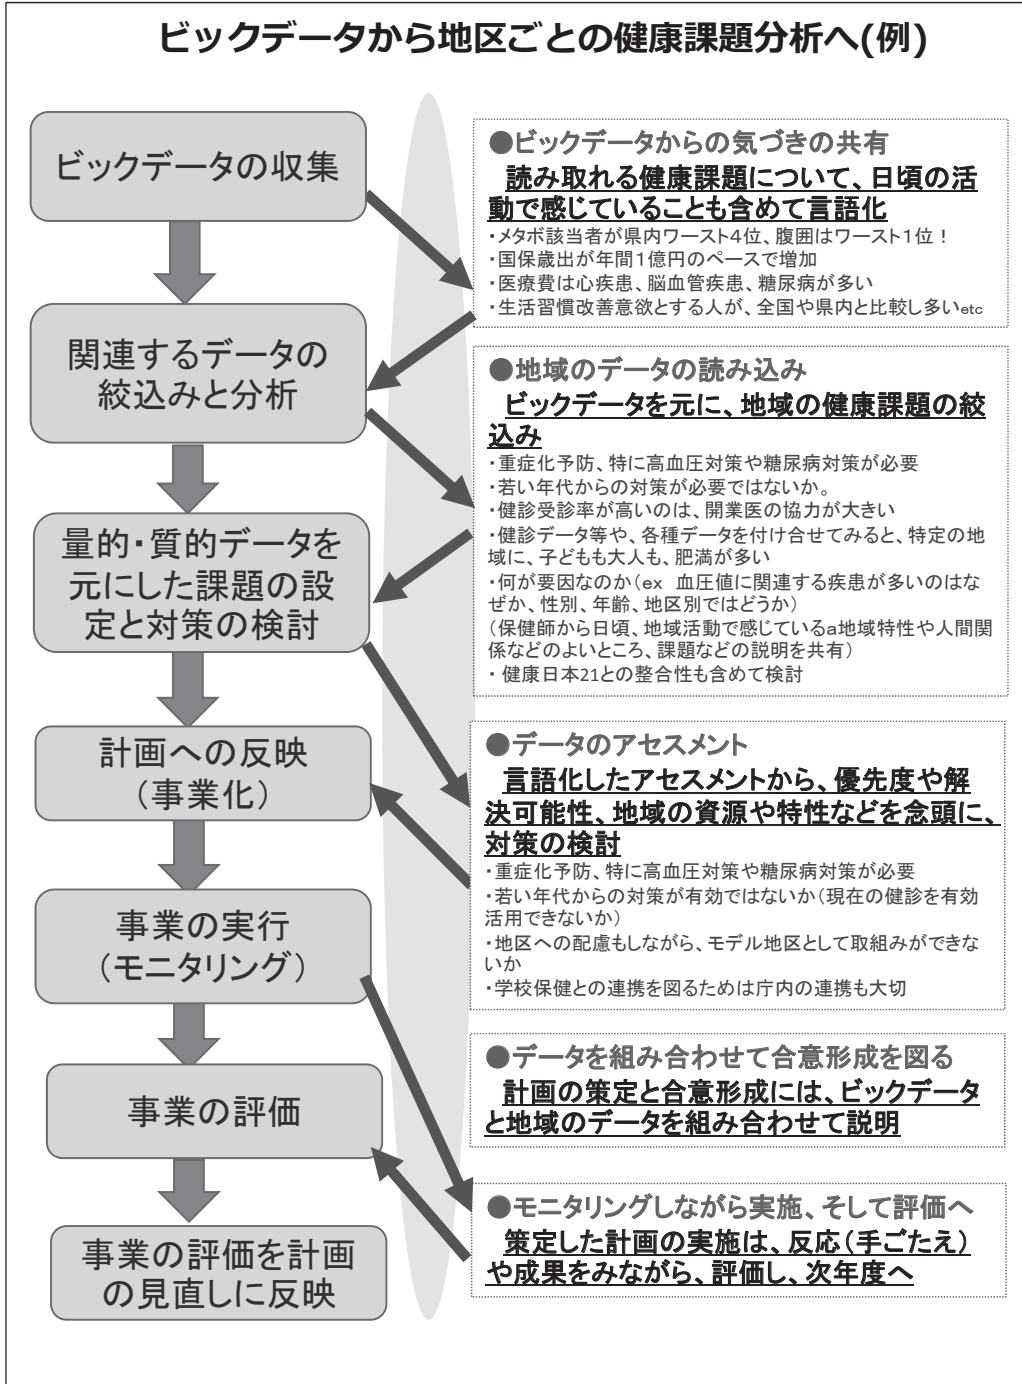 ビックデータから地区ごとの健康課題分析へ(例)
ビックデータの収集
関連するデータの
絞込みと分析
量的・質的データを
元にした課題の設
定と対策の検討
計画への反映
（事業化）
事業の実行
（モニタリング）
事業の評価
事業の評価を計画
の見直しに反映
●ビックデータからの気づきの共有
読み取れる健康課題について、日頃の活
動で感じていることも含めて言語化
・メタボ該当者が県内ワースト４位、腹囲はワースト１位！
・国保歳出が年間１億円のペースで増加
・医療費は心疾患、脳血管疾患、糖尿病が多い
・生活習慣改善意欲とする人が、全国や県内と比較し多いetc
●地域のデータの読み込み
ビックデータを元に、地域の健康課題の絞
込み
・重症化予防、特に高血圧対策や糖尿病対策が必要
・若い年代からの対策が必要ではないか。
・健診受診率が高いのは、開業医の協力が大きい
・健診データ等や、各種データを付け合せてみると、特定の地
域に、子どもも大人も、肥満が多い
・何が要因なのか（ex　血圧値に関連する疾患が多いのはな
ぜか、性別、年齢、地区別ではどうか）
（保健師から日頃、地域活動で感じているa地域特性や人間関
係などのよいところ、課題などの説明を共有）
・ 健康日本21との整合性も含めて検討
●データのアセスメント
言語化したアセスメントから、優先度や解
決可能性、地域の資源や特性などを念頭に、
対策の検討
・重症化予防、特に高血圧対策や糖尿病対策が必要
・若い年代からの対策が有効ではないか（現在の健診を有効
活用できないか）
・地区への配慮もしながら、モデル地区として取組みができな
いか
・学校保健との連携を図るためは庁内の連携も大切
●データを組み合わせて合意形成を図る
計画の策定と合意形成には、ビックデータ
と地域のデータを組み合わせて説明
●モニタリングしながら実施、そして評価へ
策定した計画の実施は、反応（手ごたえ）
や成果をみながら、評価し、次年度へ